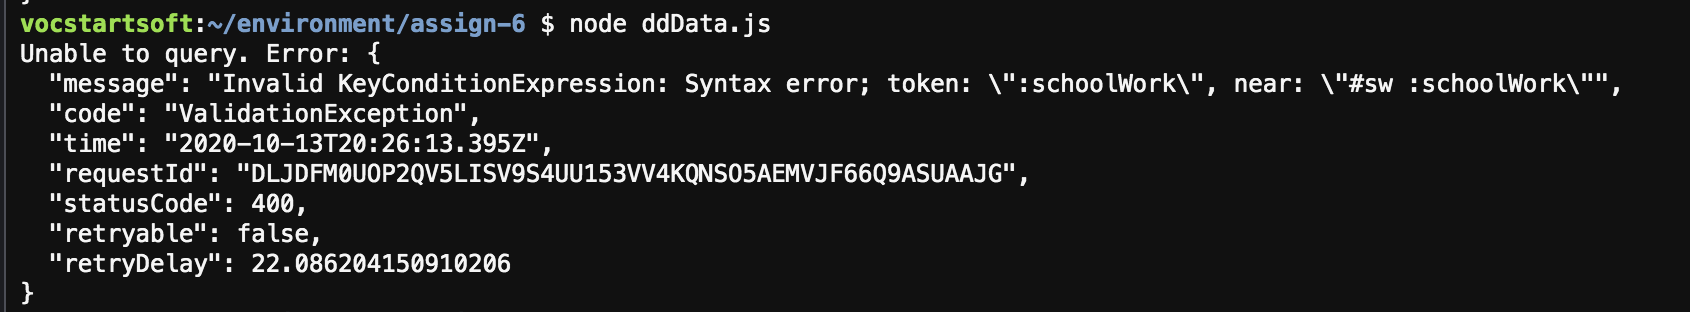 vocstartsoft:~/environment/assign-6 $ node ddData.js
Unable to query. Error: {
  "message": "Invalid KeyConditionExpression: Syntax error; token: \":schoolWork\", near: \"#sw :schoolWork\"",
  "code": "ValidationException",
  "time": "2020-10-13T20:26:13.395Z",
  "requestId": "DLJDFM0UOP2QV5LISV9S4UU153VV4KQNSO5AEMVJF66Q9ASUAAJG",
  "statusCode": 400,
  "retryable": false,
  "retryDelay": 22.086204150910206
}